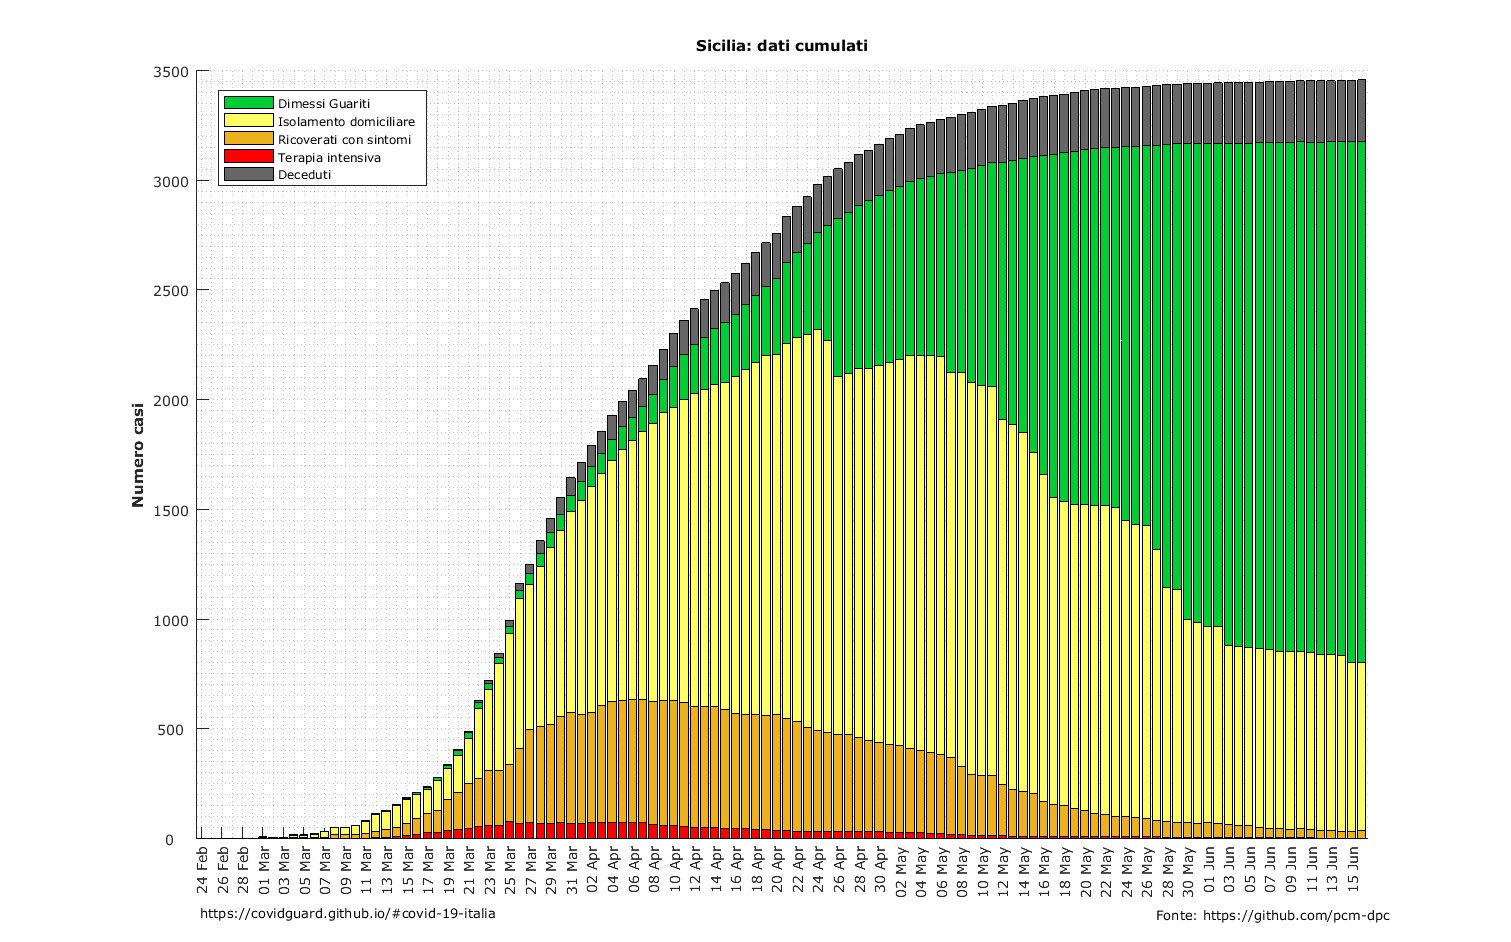 Sicilia: dati cumulati
3500
3000
2500
2000
1500
1000
500
0
Numero casi
Dimessi Guariti
Isolamento domiciliare
Ricoverati con sintomi
Terapia intensiva
Deceduti
24 Feb
26 Feb
28 Feb
01 Mar
03 Mar
05 Mar
07 Mar
09 Mar
11 Mar
13 Mar
15 Mar
17 Mar
19 Mar
21 Mar
23 Mar
25 Mar
27 Mar
29 Mar
31 Mar
02 Apr
04 Apr
06 Apr
08 Apr
10 Apr
12 Apr
14 Apr
16 Apr
18 Apr
20 Apr
22 Apr
24 Apr
26 Apr
28 Apr
30 Apr
02 May
04 May
06 May
08 May
10 May
12 May
14 May
16 May
18 May
20 May
22 May
24 May
26 May
28 May
30 May
01 Jun
03 Jun
05 Jun
07 Jun
09 Jun
11 Jun
13 Jun
15 Jun
https://covidguard.github.io/#covid-19-italia
Fonte: https://github.com/pcm-dpc